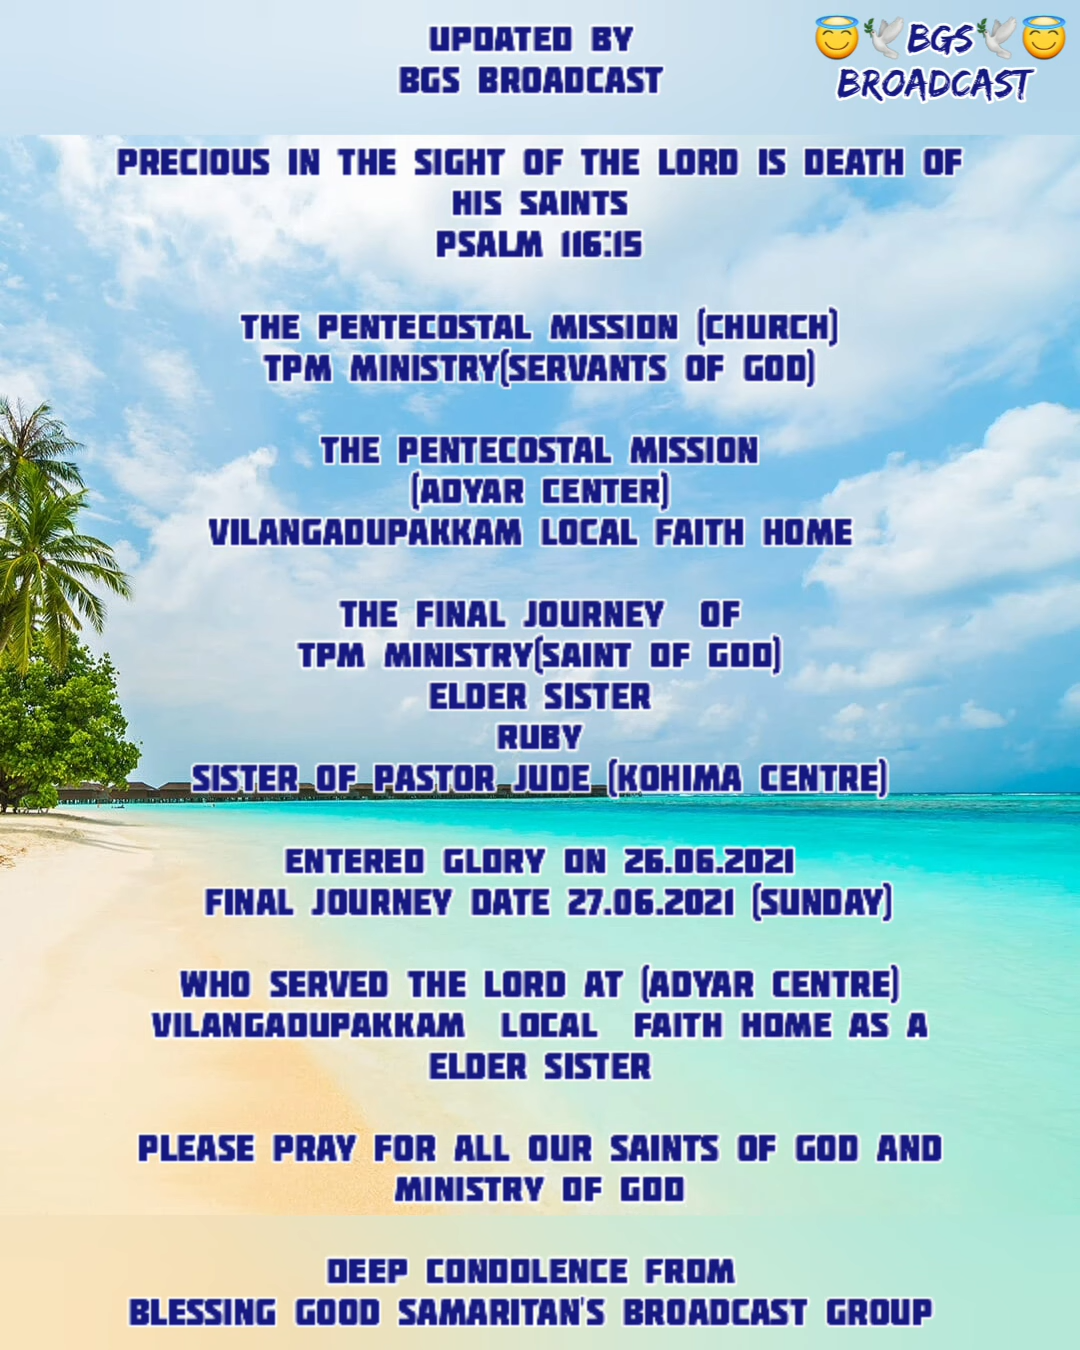 UPDATED BY
BGS BROADCAST
😇🕊BGS🕊😇
BROADCAST
PRECIOUS IN THE SIGHT OF THE LORD IS DEATH OF
HIS SAINTS
PSALM 116:15
THE PENTECOSTAL MISSION (CHURCH)
TPM MINISTRY(SERVANTS OF GOD)
THE PENTECOSTAL MISSION
(ADYAR CENTER)
VILANGADUPAKKAM LOCAL FAITH HOME
THE FINAL JOURNEY OF
TPM MINISTRY(SAINT OF GOD)
ELDER SISTER
RUBY
SISTER OF PASTOR JUDE (KOHIMA CENTRE)
ENTERED GLORY ON 26.06.2021
FINAL JOURNEY DATE 27.06.2021 (SUNDAY)
WHO SERVED THE LORD AT (ADYAR CENTRE)
VILANGADUPAKKAM LOCAL FAITH HOME AS A
ELDER SISTER
PLEASE PRAY FOR ALL OUR SAINTS OF GOD AND
MINISTRY OF GOD
DEEP CONDOLENCE FROM
BLESSING GOOD SAMARITAN'S BROADCAST GROUP